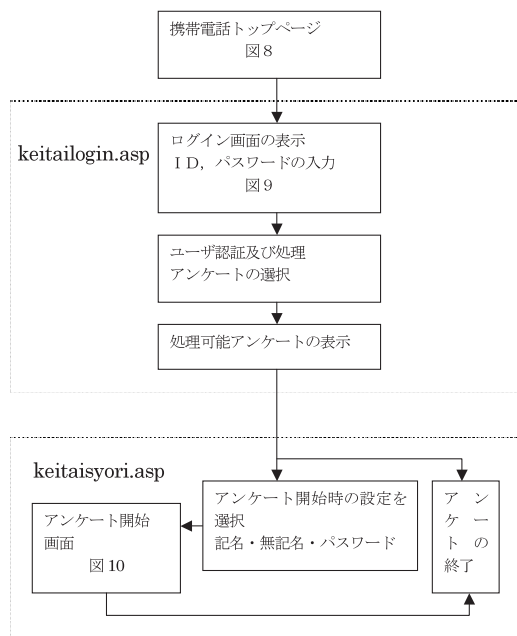 携帯電話トップページ
図８
keitailogin.asp
ログイン画面の表示
ＩＤ，パスワードの入力
図９
ユーザ認証及び処理
アンケートの選択
処理可能アンケートの表示
keitaisyori.asp
アンケート開始時の設定を
選択
記名・無記名・パスワード
アンケート開始
画面
図 10
アン
ケー
トの
終了